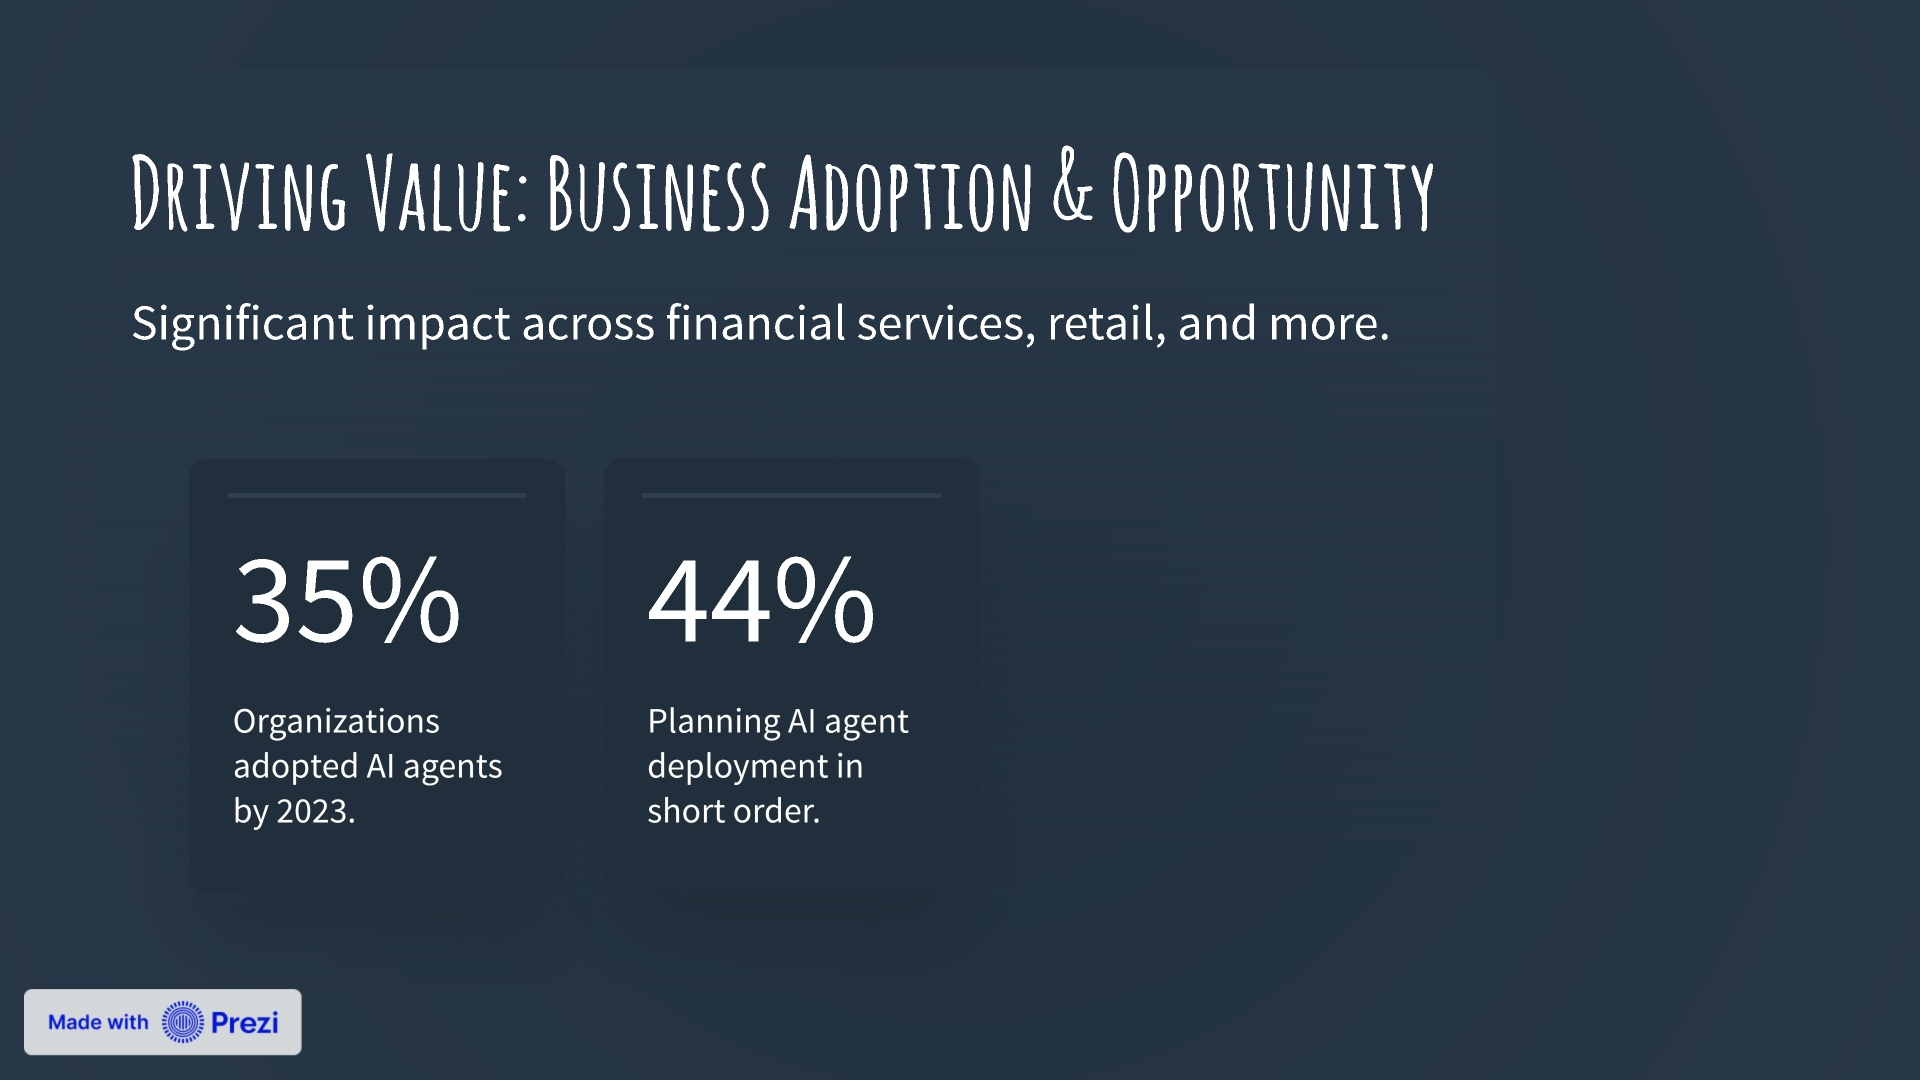 Driving Value: Business Adoption & Opportunity
Significant impact across financial services, retail, and more.
35%
Organizations
adopted AI agents
by 2023.
44%
Planning AI agent
deployment in
short order.
Made with Prezi